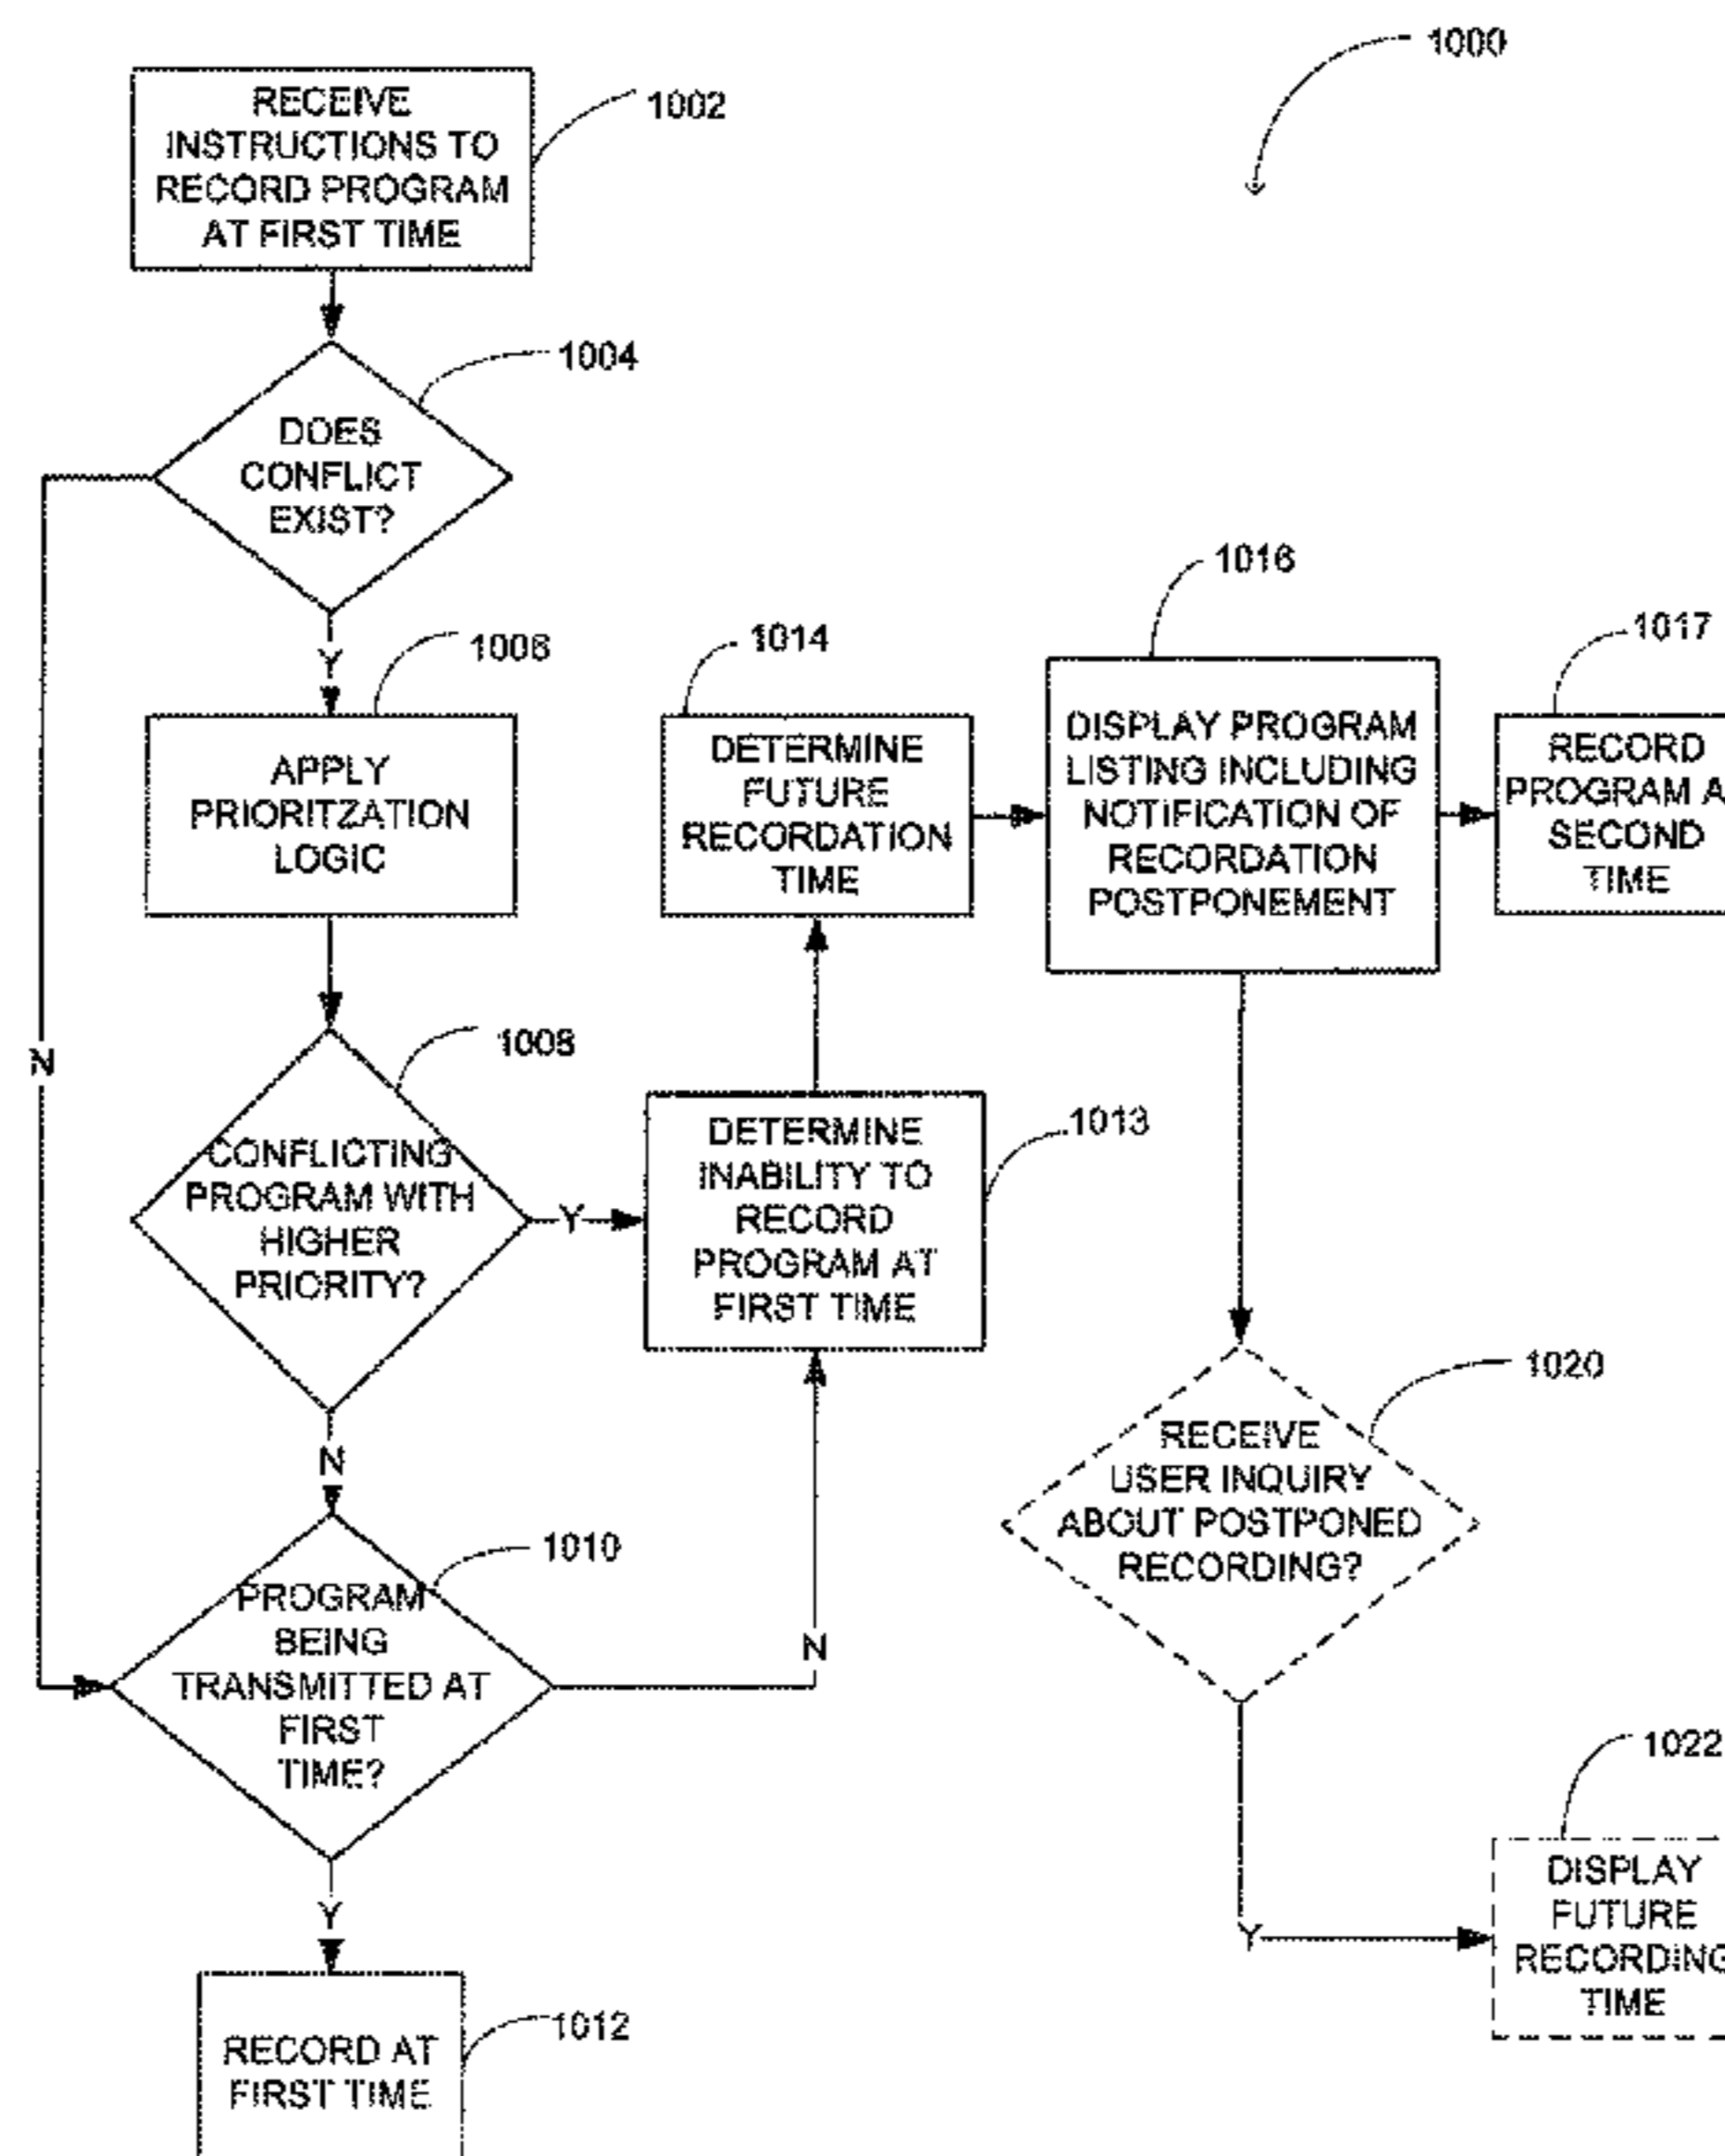 1000
RECEIVE
INSTRUCTIONS TO
RECORD PROGRAM
AT FIRST TIME
1002
DOES
CONFLICT
EXIST?
1004
N
Y
APPLY
PRIORITZATION
LOGIC
1006
CONFLICTING
PROGRAM WITH
HIGHER
PRIORITY?
1008
Y
N
PROGRAM
BEING
TRANSMITTED AT
FIRST
TIME?
1010
N
Y
RECORD AT
FIRST TIME
1012
DETERMINE
INABILITY TO
RECORD
PROGRAM AT
FIRST TIME
1013
DETERMINE
FUTURE
RECORDATION
TIME
1014
DISPLAY PROGRAM
LISTING INCLUDING
NOTIFICATION OF
RECORDATION
POSTPONEMENT
1016
RECORD
PROGRAM A
SECOND
TIME
1017
RECEIVE
USER INQUIRY
ABOUT POSTPONED
RECORDING?
1020
Y
DISPLAY
FUTURE
RECORDING
TIME
1022